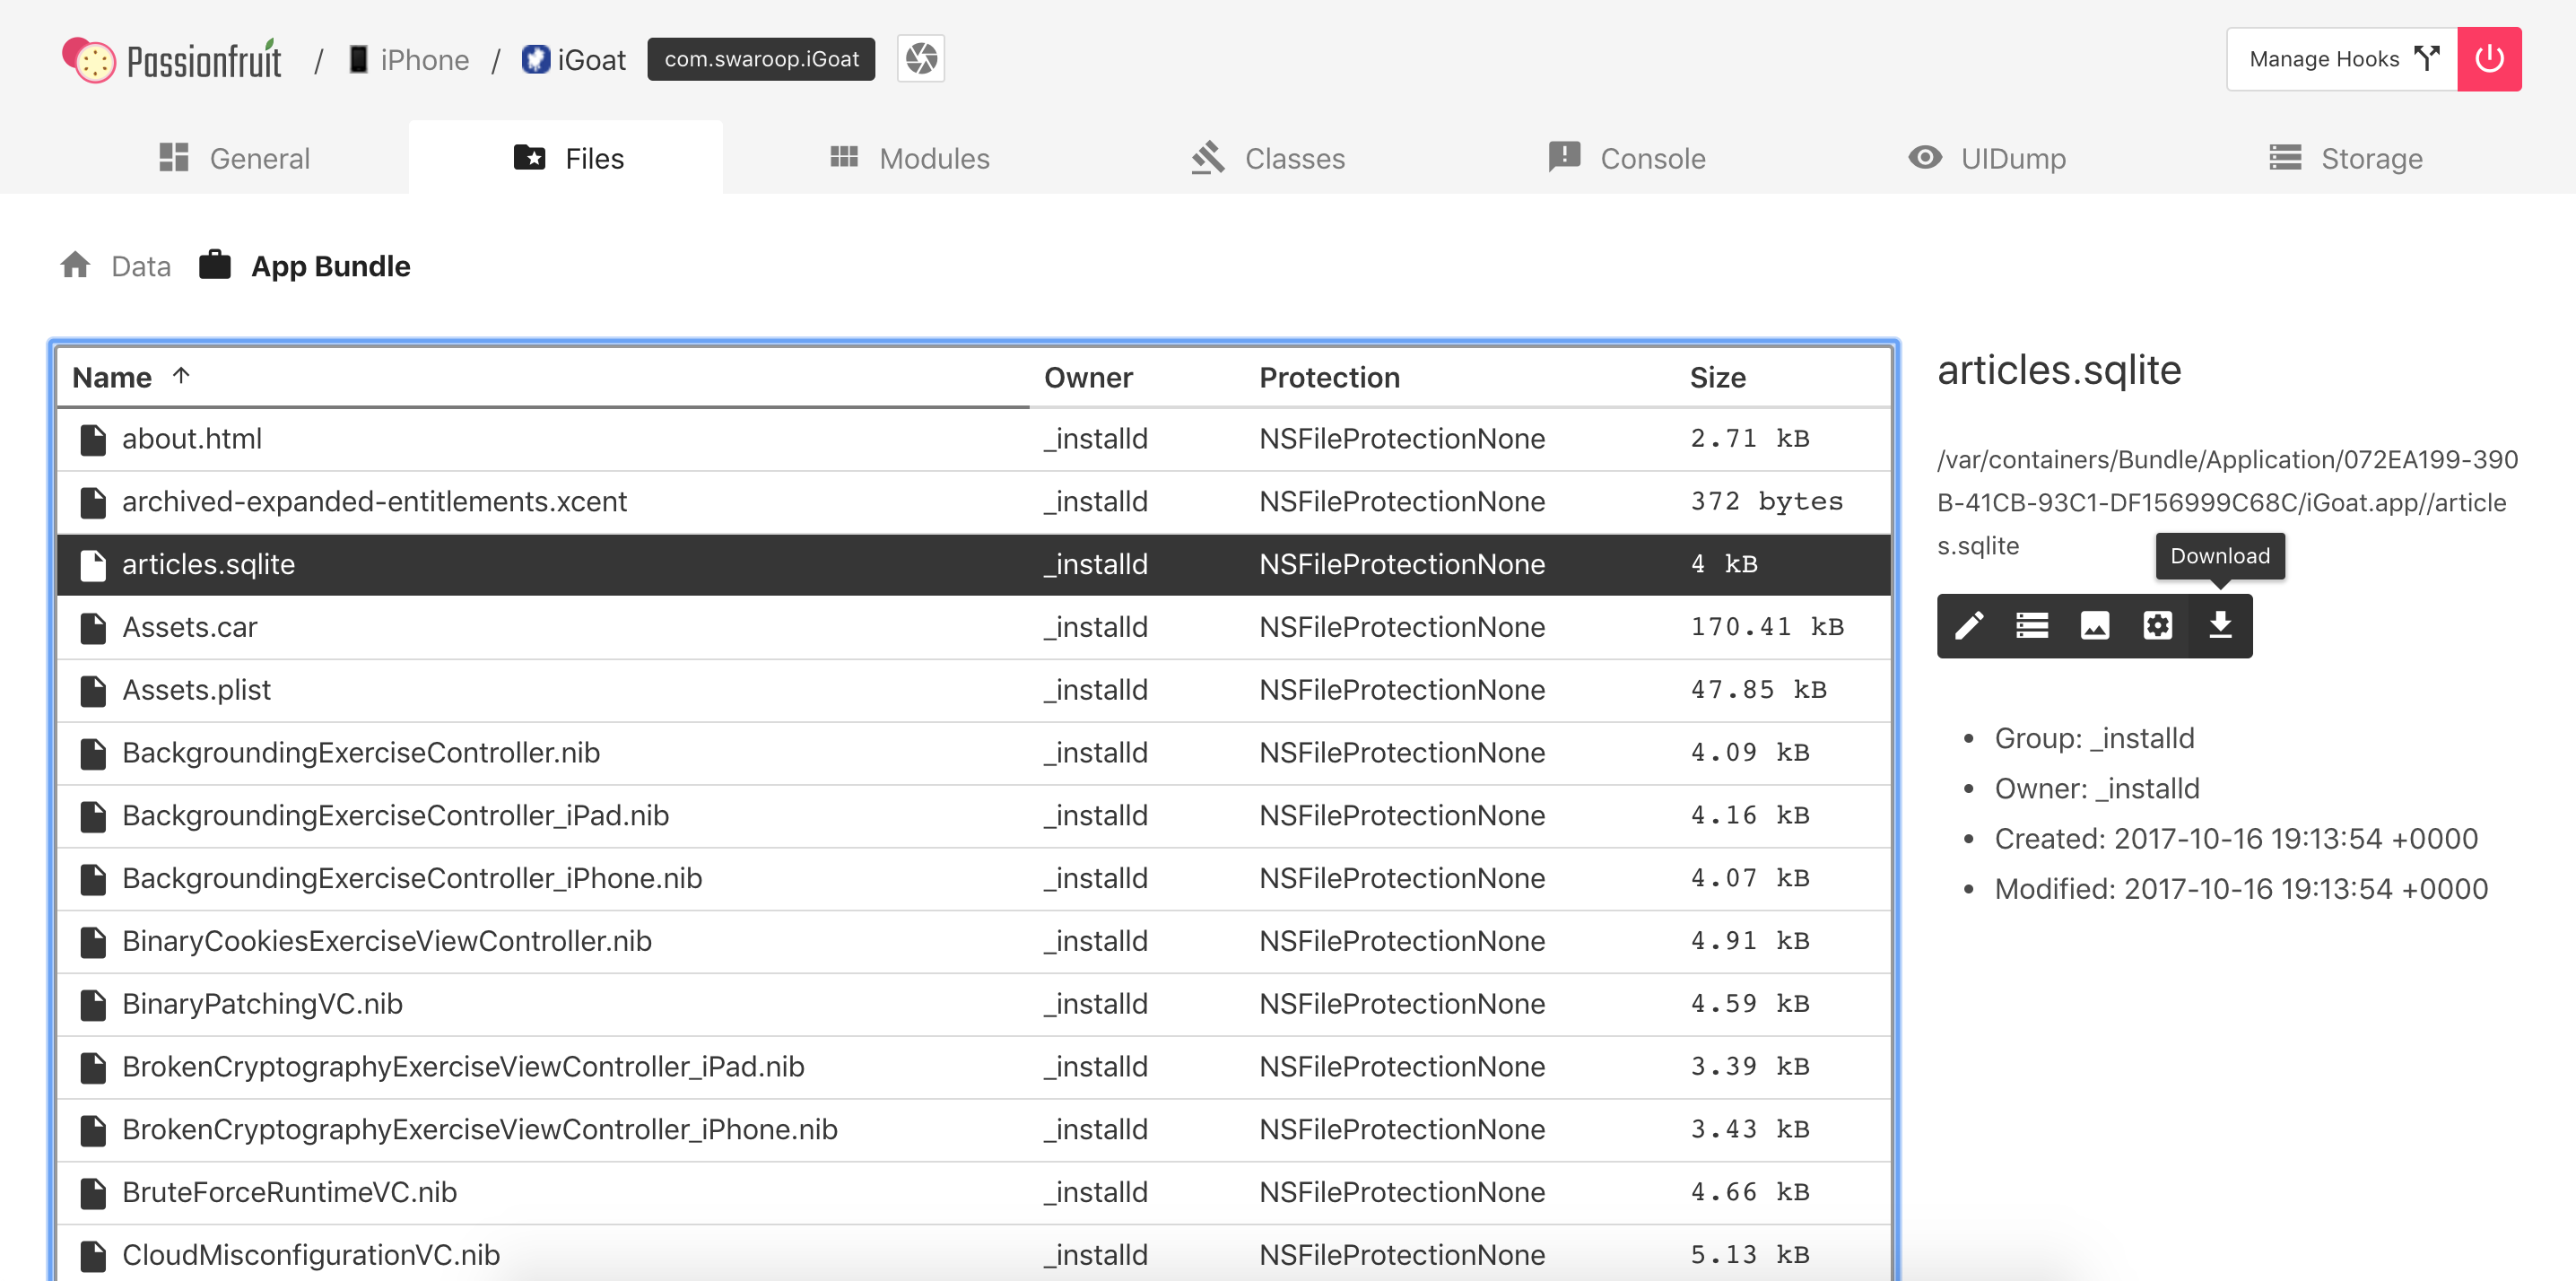 Passionfruit / iPhone / iGoat com.swaroop.iGoat Manage Hooks
General Files Modules Classes Console UIDump Storage
Data App Bundle
Name Owner Protection Size
about.html _installd NSFileProtectionNone 2.71 kB
archived-expanded-entitlements.xcent _installd NSFileProtectionNone 372 bytes
articles.sqlite _installd NSFileProtectionNone 4 kB
Assets.car _installd NSFileProtectionNone 170.41 kB
Assets.plist _installd NSFileProtectionNone 47.85 kB
BackgroundingExerciseController.nib _installd NSFileProtectionNone 4.09 kB
BackgroundingExerciseController_iPad.nib _installd NSFileProtectionNone 4.16 kB
BackgroundingExerciseController_iPhone.nib _installd NSFileProtectionNone 4.07 kB
BinaryCookiesExerciseViewController.nib _installd NSFileProtectionNone 4.91 kB
BinaryPatchingVC.nib _installd NSFileProtectionNone 4.59 kB
BrokenCryptographyExerciseViewController_iPad.nib _installd NSFileProtectionNone 3.39 kB
BrokenCryptographyExerciseViewController_iPhone.nib _installd NSFileProtectionNone 3.43 kB
BruteForceRuntimeVC.nib _installd NSFileProtectionNone 4.66 kB
CloudMisconfigurationVC.nib _installd NSFileProtectionNone 5.13 kB
articles.sqlite
/var/containers/Bundle/Application/072EA199-390
B-41CB-93C1-DF156999C68C/iGoat.app//article
s.sqlite
Download
Group: _installd
Owner: _installd
Created: 2017-10-16 19:13:54 +0000
Modified: 2017-10-16 19:13:54 +0000